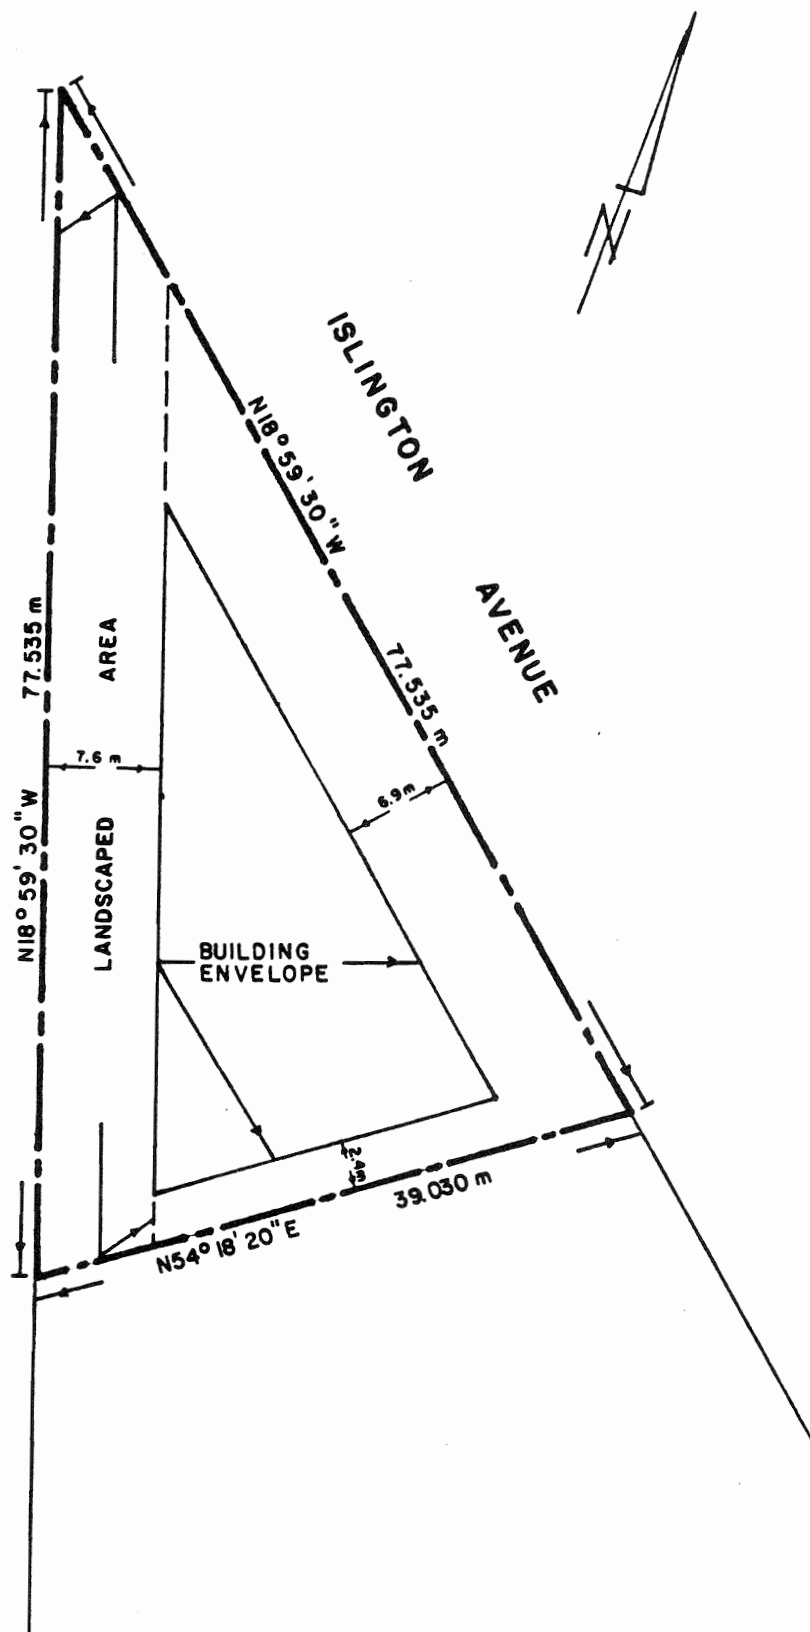 N
ISLINGTON
AVENUE
N18° 59' 30" W
77.535 m
N18° 59' 30" W
77.535 m
LANDSCAPED AREA
7.6 m
6.9 m
BUILDING
ENVELOPE
2.4m
39.030 m
N54° 18' 20" E